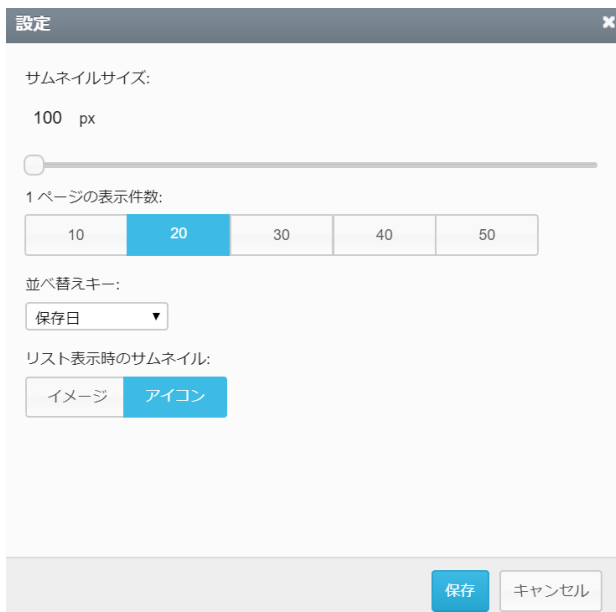 設定
サムネイルサイズ:
100 px
1 ページの表示件数:
10 20 30 40 50
並べ替えキー:
保存日
リスト表示時のサムネイル:
イメージ アイコン
保存 キャンセル